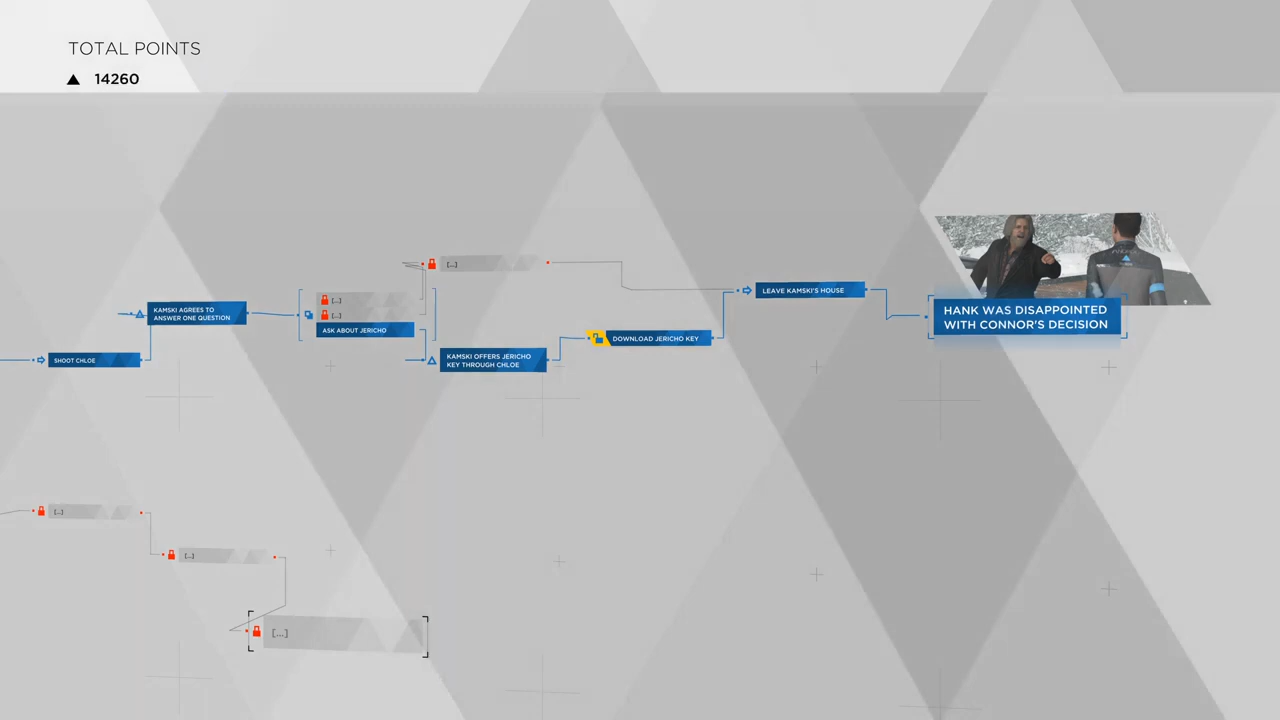 TOTAL POINTS
14260
[...]
KAMSKI AGREES TO
ANSWER ONE QUESTION
[...]
[...]
ASK ABOUT JERICHO
LEAVE KAMSKI'S HOUSE
HANK WAS DISAPPOINTED
WITH CONNOR'S DECISION
DOWNLOAD JERICHO KEY
SHOOT CHLOE
KAMSKI OFFERS JERICHO
KEY THROUGH CHLOE
[...]
[...]
[...]